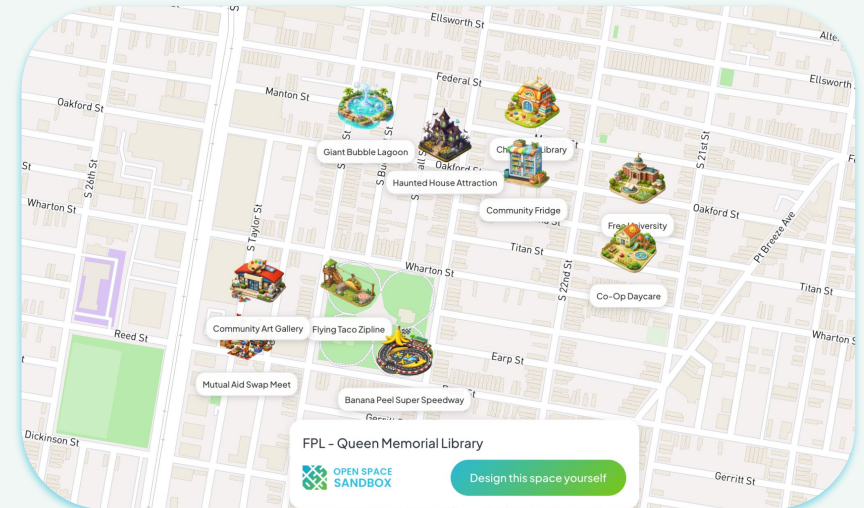 Ellsworth St
Alter
Federal St
Ellsworth
Manton St
Oakford St
S 26th St
S 21st St
Giant Bubble Lagoon
Library
Haunted House Attraction
Oakford
Community Fridge
Oakford St
Free University
Wharton St
S Taylor St
Titan St
Pt Breeze Ave
Wharton St
S 22nd St
Titan St
Co-Op Daycare
Wharton S
Reed St
Community Art Gallery
Flying Taco Zipline
Earp St
Mutual Aid Swap Meet
Banana Peel Super Speedway
Dickinson St
FPL - Queen Memorial Library
OPEN SPACE
SANDBOX
Design this space yourself
Gerritt St